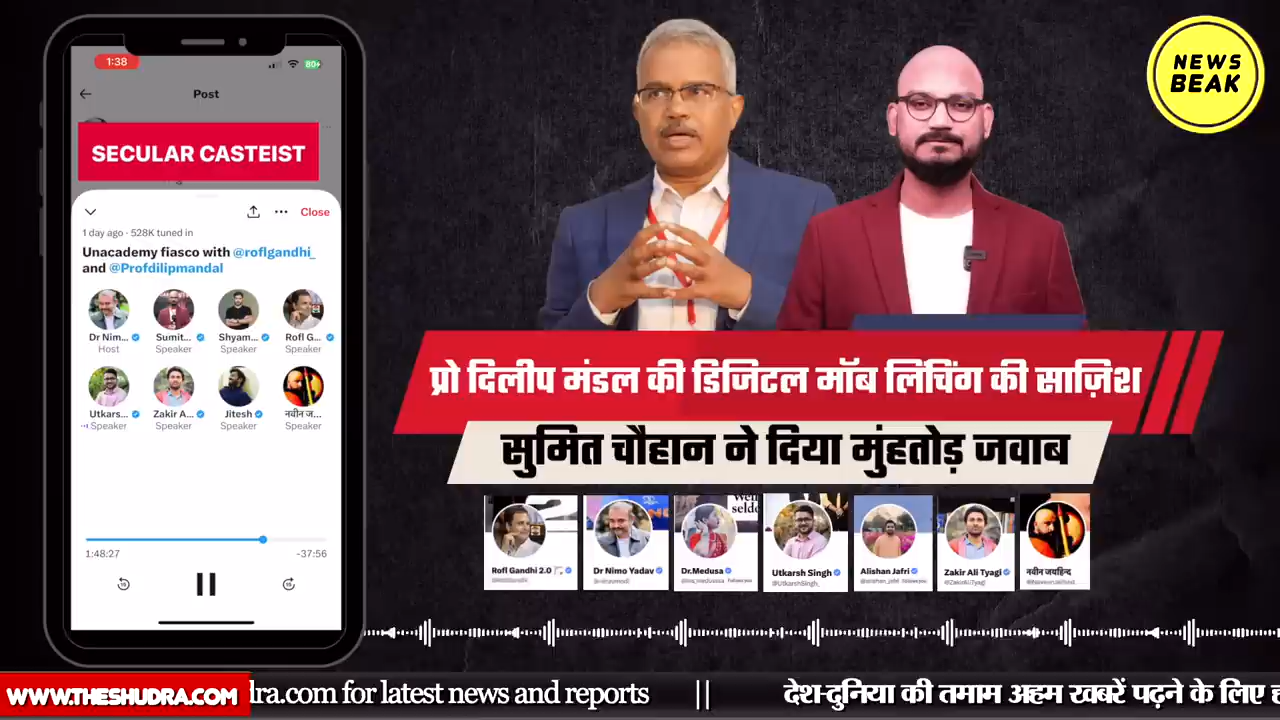 1:38
80+
Post
SECULAR CASTEIST
Close
1 day ago · 528K tuned in
Unacademy fiasco with @roflgandhi_
and @Profdilipmandal
Dr Nim... Sumit... Shyam... Rofl G...
Host Speaker Speaker Speaker
Utkars... Zakir A... Jitesh नवीन ज...
Speaker Speaker Speaker Speaker
1:48:27 -37:56
NEWS
BEAK
प्रो दिलीप मंडल की डिजिटल मॉब लिंचिंग की साज़िश
सुमित चौहान ने दिया मुंहतोड़ जवाब
Rofl Gandhi 2.0 Dr Nimo Yadav Dr.Medusa Utkarsh Singh Alishan Jafri Zakir Ali Tyagi नवीन जयहिन्द
@UtkarshSingh_ @alishan_jafri @ZakirAliTyagi
WWW.THESHUDRA.COM
dra.com for latest news and reports || देश-दुनिया की तमाम अहम खबरें पढ़ने के लिए